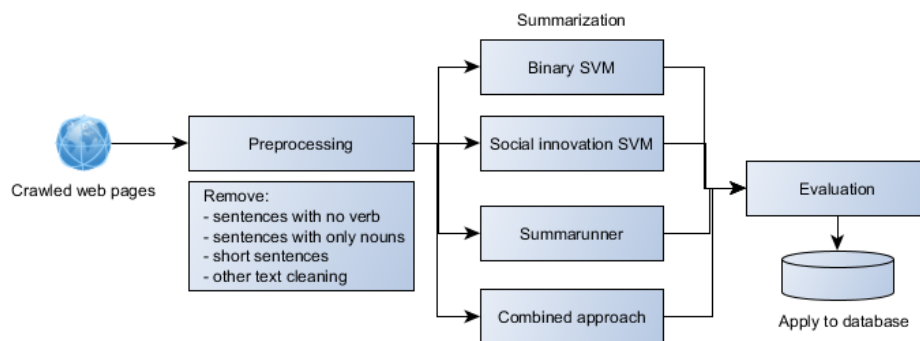 Summarization
Binary SVM
Social innovation SVM
Summarunner
Combined approach
Crawled web pages
Preprocessing
Remove:
- sentences with no verb
- sentences with only nouns
- short sentences
- other text cleaning
Evaluation
Apply to database